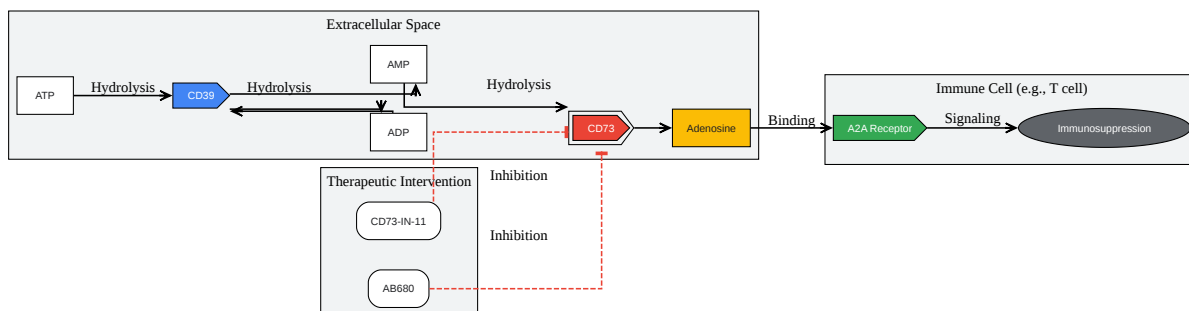 Extracellular Space
AMP
Hydrolysis
Hydrolysis
Hydrolysis
ATP
CD39
ADP
CD73
Adenosine
Binding
Immune Cell (e.g., T cell)
A2A Receptor
Signaling
Immunosuppression
Therapeutic Intervention
Inhibition
CD73-IN-11
Inhibition
AB680